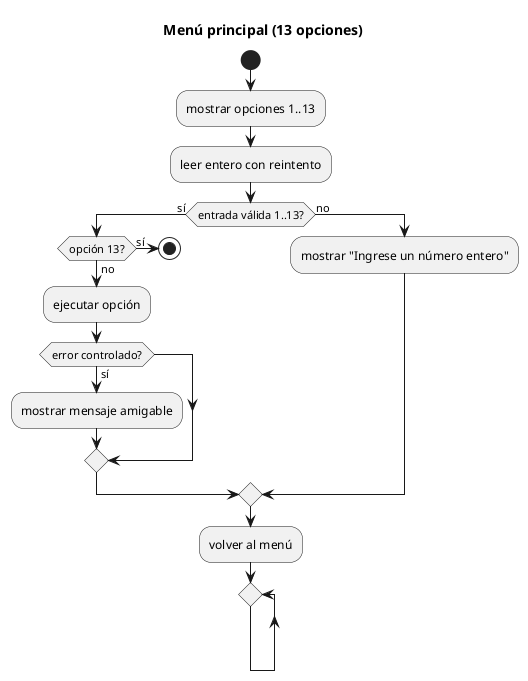 Menú principal (13 opciones)
mostrar opciones 1..13
leer entero con reintento
sí
entrada válida 1..13?
no
opción 13?
sí
no
mostrar "Ingrese un número entero"
ejecutar opción
error controlado?
sí
mostrar mensaje amigable
volver al menú